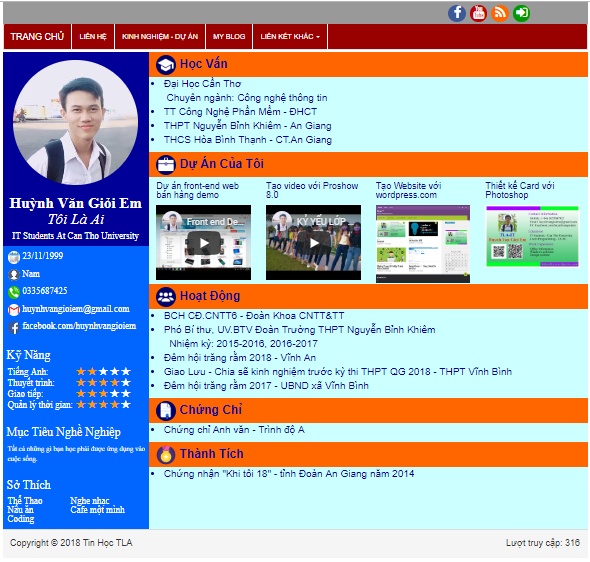 TRANG CHỦ
LIÊN HỆ
KINH NGHIỆM - DỰ ÁN
MY BLOG
LIÊN KẾT KHÁC
Huỳnh Văn Giỏi Em
Tôi Là Ai
IT Students At Can Tho University
23/11/1999
Nam
0335687425
huynhvangioiem@gmail.com
facebook.com/huynhvangioiem
Kỹ Năng
Tiếng Anh:
Thuyết trình:
Giao tiếp:
Quản lý thời gian:
Mục Tiêu Nghề Nghiệp
Tất cả những gì bạn học phải được ứng dụng vào
cuộc sống.
Sở Thích
Thể Thao
Nghe nhạc
Nấu ăn
Cafe một mình
Coding
Học Vấn
Đại Học Cần Thơ
Chuyên ngành: Công nghệ thông tin
TT Công Nghệ Phần Mềm - ĐHCT
THPT Nguyễn Bỉnh Khiêm - An Giang
THCS Hòa Bình Thạnh - CT.An Giang
Dự Án Của Tôi
Dự án front-end web
bán hàng demo
Tạo video với Proshow
8.0
Tạo Website với
wordpress.com
Thiết kế Card với
Photoshop
Front end De...
KỶ YẾU LỚP
Hoạt Động
BCH CĐ.CNTT6 - Đoàn Khoa CNTT&TT
Phó Bí thư, UV.BTV Đoàn Trường THPT Nguyễn Bỉnh Khiêm
Nhiệm kỳ: 2015-2016, 2016-2017
Đêm hội trăng rằm 2018 - Vĩnh An
Giao Lưu - Chia sẽ kinh nghiệm trước kỳ thi THPT QG 2018 - THPT Vĩnh Bình
Đêm hội trăng rằm 2017 - UBND xã Vĩnh Bình
Chứng Chỉ
Chứng chỉ Anh văn - Trình độ A
Thành Tích
Chứng nhận "Khi tôi 18" - tỉnh Đoàn An Giang năm 2014
Copyright © 2018 Tin Học TLA
Lượt truy cập: 316